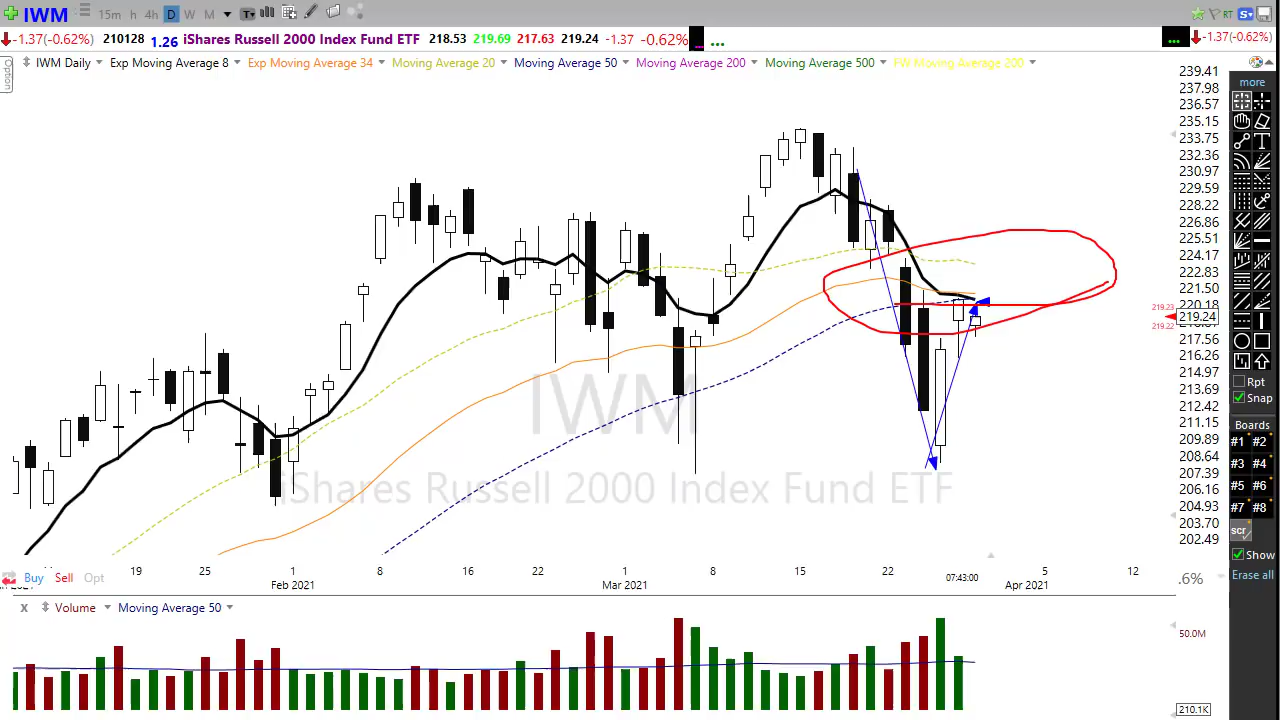 IWM 15m h 4h D W M T RT S
-1.37(-0.62%) 210128 1.26 iShares Russell 2000 Index Fund ETF 218.53 219.69 217.63 219.24 -1.37 -0.62% ... ... -1.37(-0.62%)
Option
IWM Daily Exp Moving Average 8 Exp Moving Average 34 Moving Average 20 Moving Average 50 Moving Average 200 Moving Average 500 FW Moving Average 200
239.41
237.98
236.57
235.15
233.75
232.36
230.97
229.59
228.22
226.86
225.51
224.17
222.83
221.50
220.18
219.23
219.24
219.22
217.56
216.26
214.97
213.69
212.42
211.15
209.89
208.64
207.39
206.16
204.93
203.70
202.49
IWM
iShares Russell 2000 Index Fund ETF
more
Rpt
Snap
Boards
#1 #2
#3 #4
#5 #6
#7 #8
scr
Show
Erase all
19 25 1 8 16 22 1 8 15 22 5 12
Buy Sell Opt
Feb 2021 Mar 2021 07:43:00 Apr 2021
.6%
X Volume Moving Average 50
50.0M
210.1K